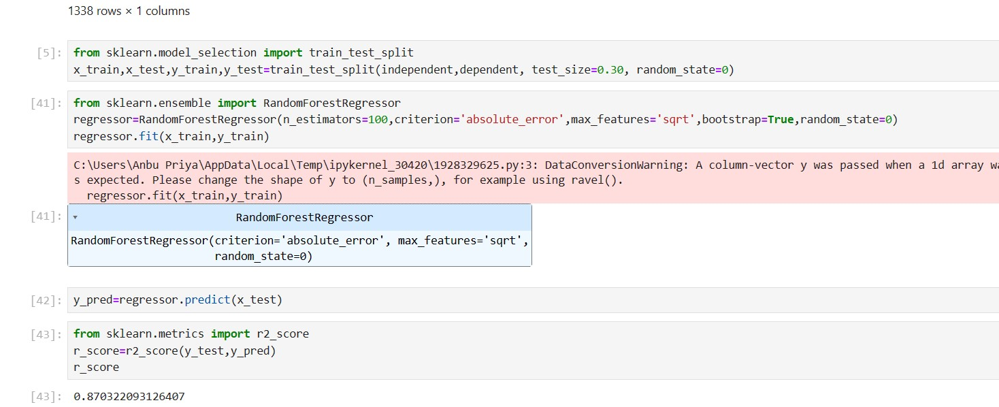 1338 rows × 1 columns
[5]: from sklearn.model_selection import train_test_split
x_train,x_test,y_train,y_test=train_test_split(independent,dependent, test_size=0.30, random_state=0)
[41]: from sklearn.ensemble import RandomForestRegressor
regressor=RandomForestRegressor(n_estimators=100,criterion='absolute_error',max_features='sqrt',bootstrap=True,random_state=0)
regressor.fit(x_train,y_train)
C:\Users\Anbu Priya\AppData\Local\Temp\ipykernel_30420\1928329625.py:3: DataConversionWarning: A column-vector y was passed when a 1d array wa
s expected. Please change the shape of y to (n_samples,), for example using ravel().
regressor.fit(x_train,y_train)
[41]: ▾ RandomForestRegressor
RandomForestRegressor(criterion='absolute_error', max_features='sqrt',
random_state=0)
[42]: y_pred=regressor.predict(x_test)
[43]: from sklearn.metrics import r2_score
r_score=r2_score(y_test,y_pred)
r_score
[43]: 0.870322093126407